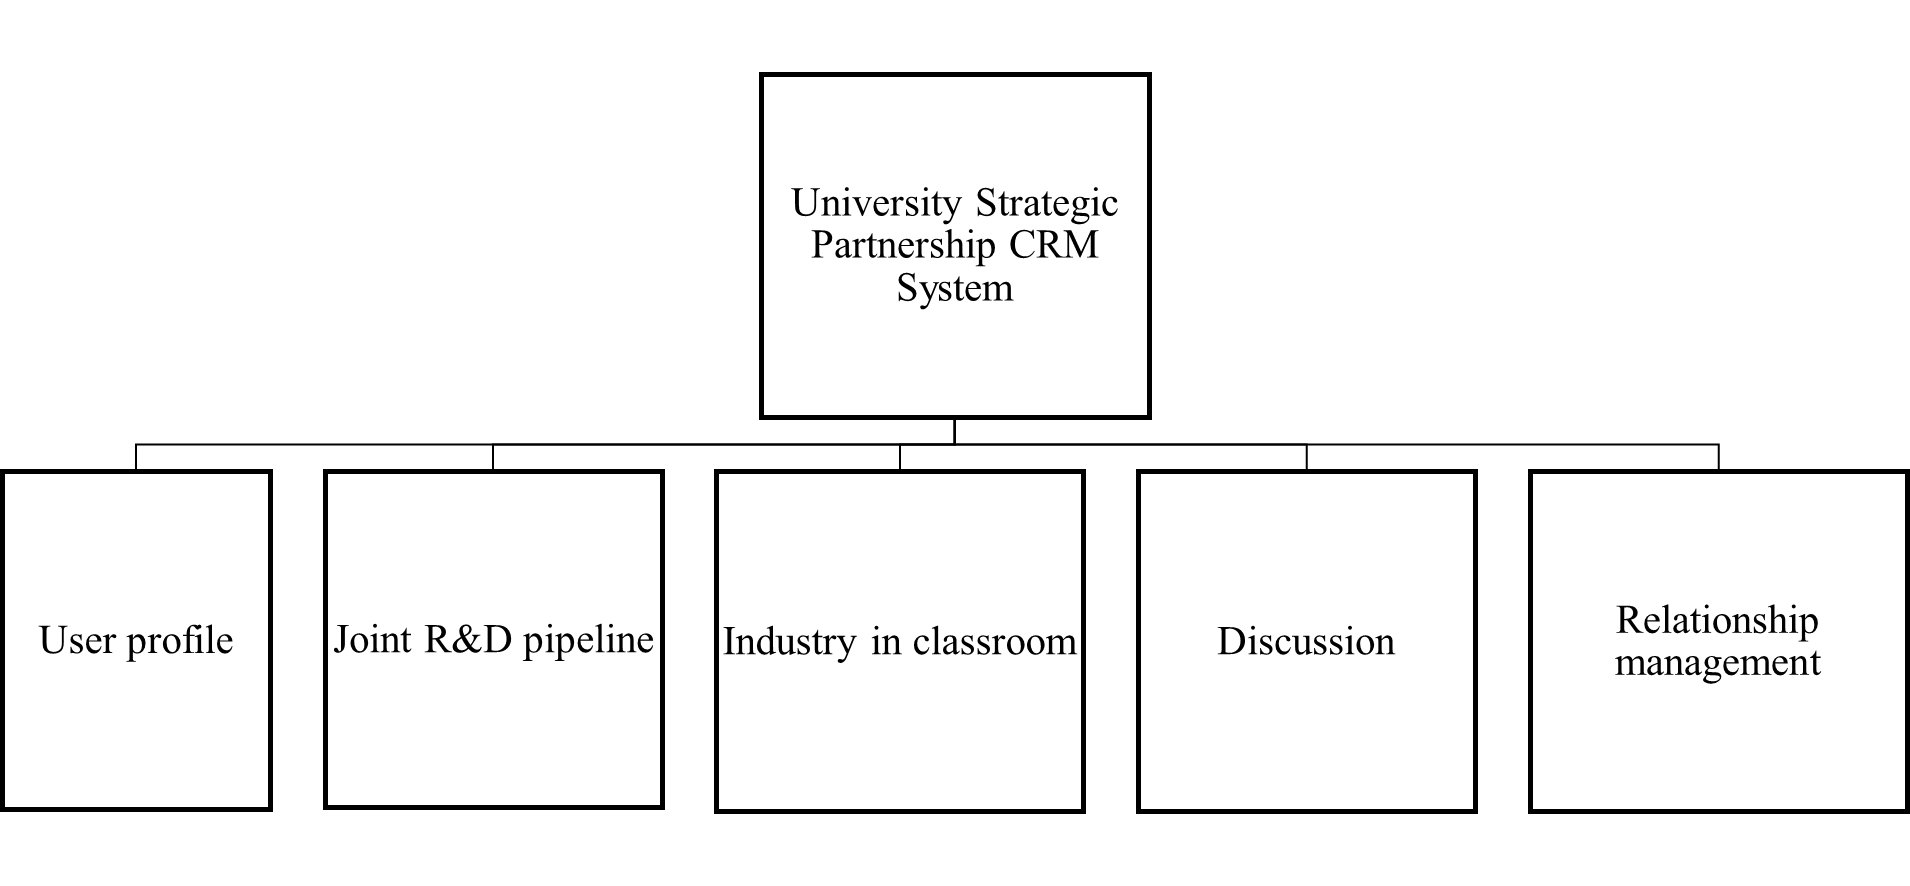 University Strategic
Partnership CRM
System
User profile
Joint R&D pipeline
Industry in classroom
Discussion
Relationship
management